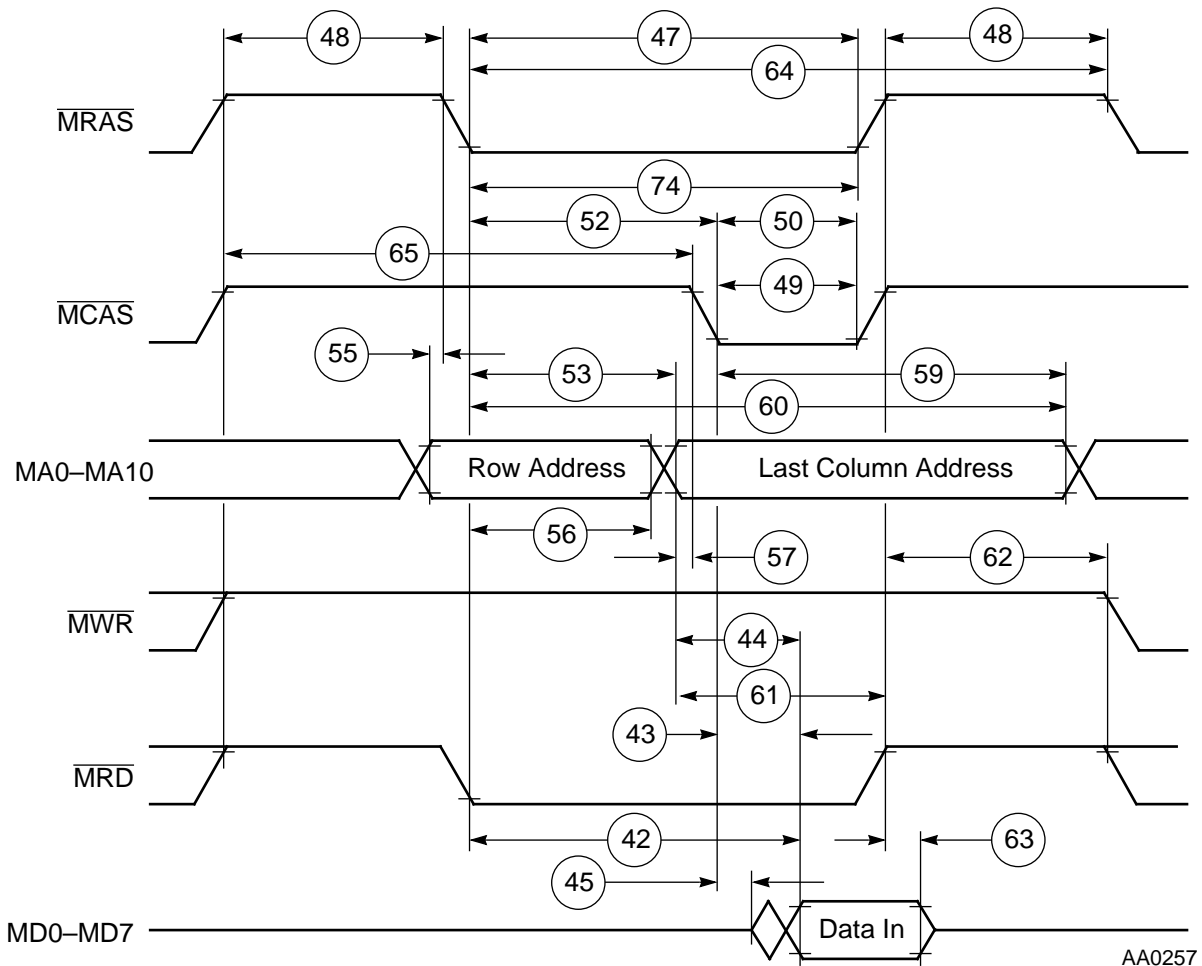 48
47
48
64
MRAS
74
52
50
65
49
MCAS
55
53
59
60
MA0–MA10
Row Address
Last Column Address
56
57
62
MWR
44
61
43
MRD
42
63
45
MD0–MD7
Data In
AA0257